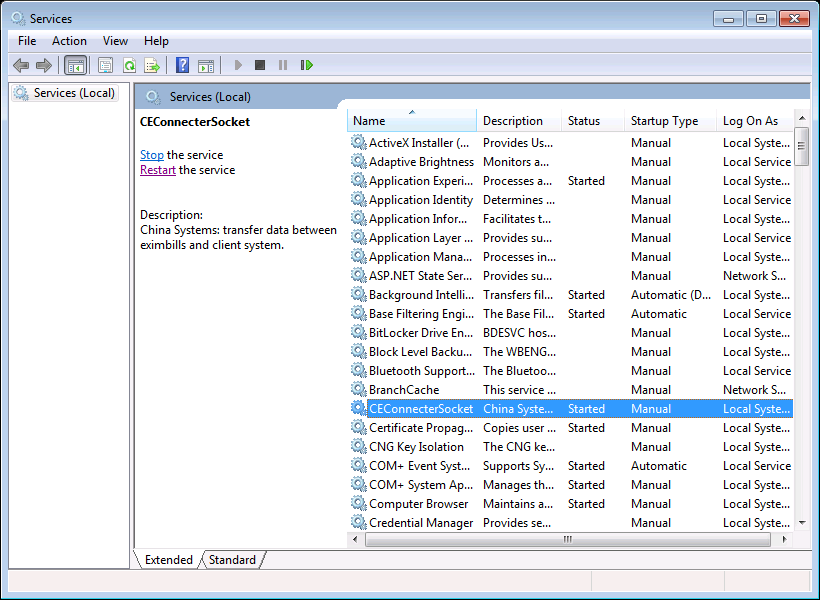 Services
File Action View Help
Services (Local)
Services (Local)
CEConnecterSocket
Stop the service
Restart the service
Description:
China Systems: transfer data between
eximbills and client system.
Name Description Status Startup Type Log On As
ActiveX Installer (... Provides Us... Manual Local Syste...
Adaptive Brightness Monitors a... Manual Local Service
Application Experi... Processes a... Started Manual Local Syste...
Application Identity Determines ... Manual Local Service
Application Infor... Facilitates t... Manual Local Syste...
Application Layer ... Provides su... Manual Local Service
Application Mana... Processes in... Manual Local Syste...
ASP.NET State Ser... Provides su... Manual Network S...
Background Intelli... Transfers fil... Started Automatic (D... Local Syste...
Base Filtering Engi... The Base Fil... Started Automatic Local Service
BitLocker Drive En... BDESVC hos... Manual Local Syste...
Block Level Backu... The WBENG... Manual Local Syste...
Bluetooth Support... The Bluetoo... Manual Local Service
BranchCache This service ... Manual Network S...
CEConnecterSocket China Syste... Started Manual Local Syste...
Certificate Propag... Copies user ... Started Manual Local Syste...
CNG Key Isolation The CNG ke... Manual Local Syste...
COM+ Event Syst... Supports Sy... Started Automatic Local Service
COM+ System Ap... Manages th... Started Manual Local Syste...
Computer Browser Maintains a... Started Manual Local Syste...
Credential Manager Provides se... Manual Local Syste...
Extended Standard